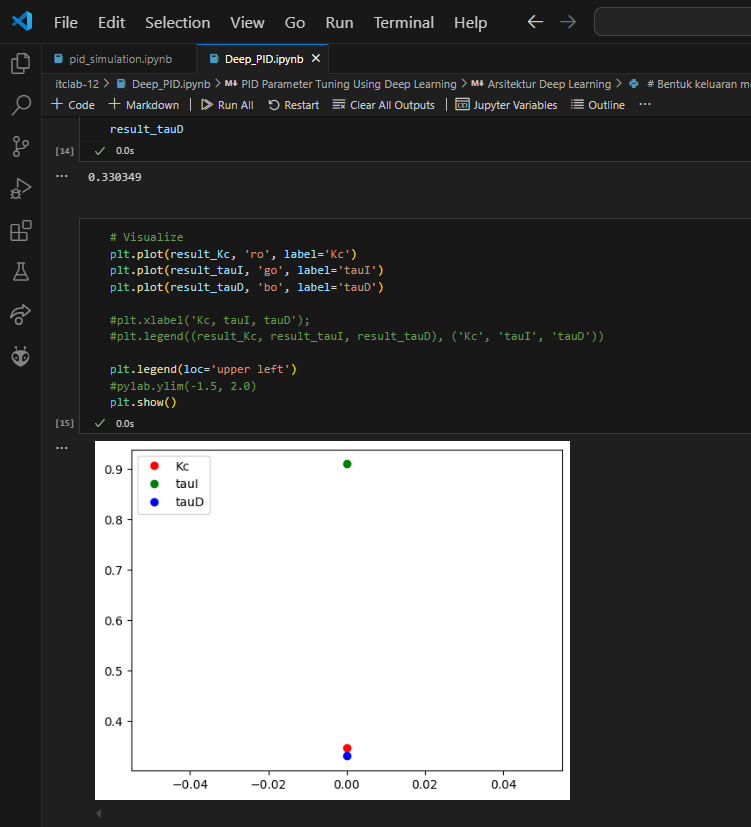 File Edit Selection View Go Run Terminal Help
pid_simulation.ipynb Deep_PID.ipynb
itclab-12 > Deep_PID.ipynb > M↓ PID Parameter Tuning Using Deep Learning > M↓ Arsitektur Deep Learning > # Bentuk keluaran m
+ Code + Markdown | Run All Restart Clear All Outputs | Jupyter Variables Outline ...
result_tauD
[14] 0.0s
... 0.330349
# Visualize
plt.plot(result_Kc, 'ro', label='Kc')
plt.plot(result_tauI, 'go', label='tauI')
plt.plot(result_tauD, 'bo', label='tauD')
#plt.xlabel('Kc, tauI, tauD');
#plt.legend((result_Kc, result_tauI, result_tauD), ('Kc', 'tauI', 'tauD'))
plt.legend(loc='upper left')
#pylab.ylim(-1.5, 2.0)
plt.show()
[15] 0.0s
...
Kc
tauI
tauD
0.9
0.8
0.7
0.6
0.5
0.4
−0.04 −0.02 0.00 0.02 0.04